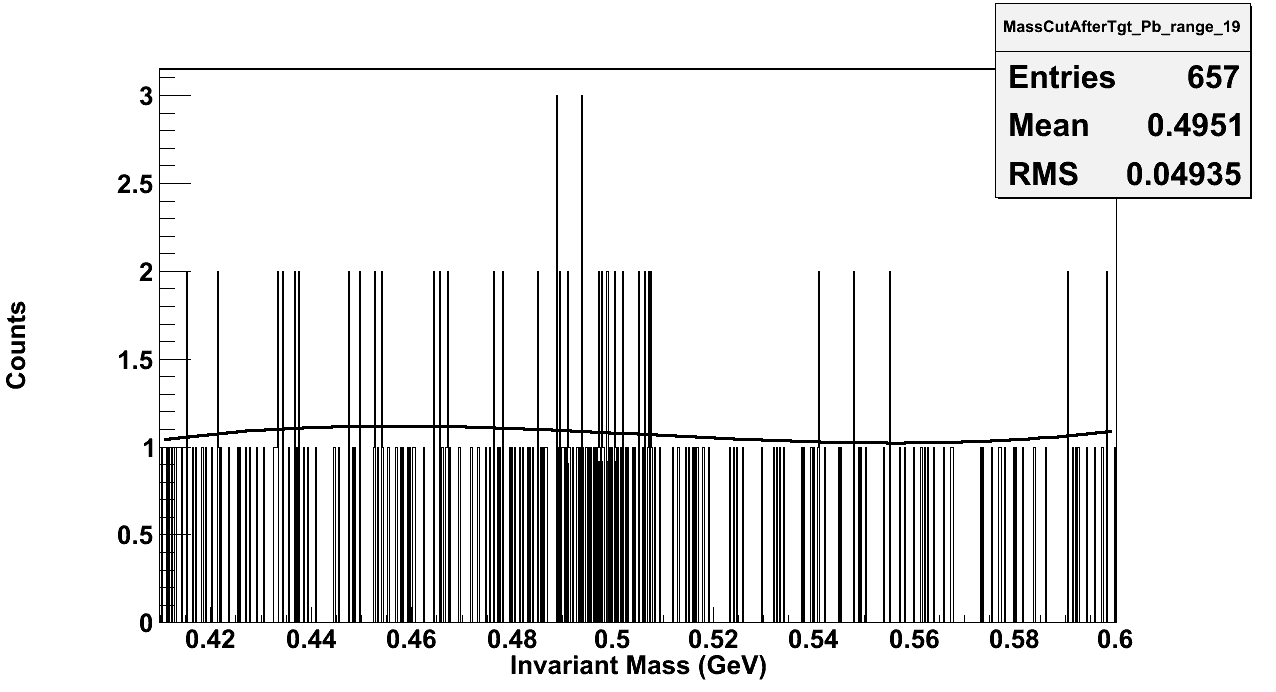 MassCutAfterTgt_Pb_range_19
Entries 657
Mean 0.4951
RMS 0.04935
Counts
3
2.5
2
1.5
1
0.5
0
0.42 0.44 0.46 0.48 0.5 0.52 0.54 0.56 0.58 0.6
Invariant Mass (GeV)